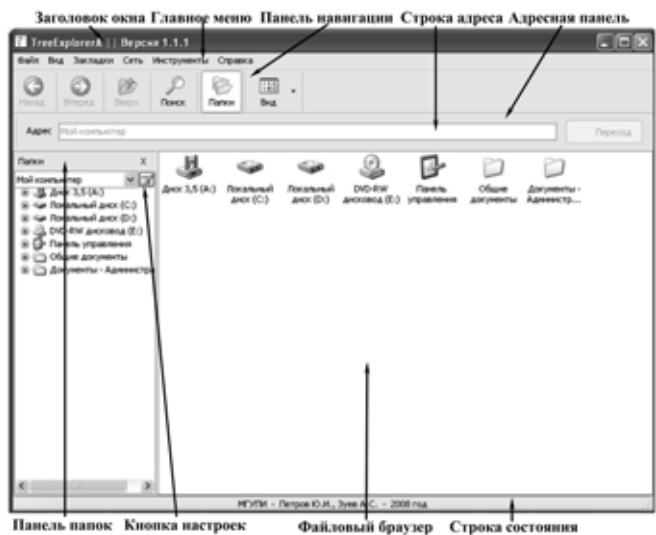 Заголовок окна Главное меню Панель навигации Строка адреса Адресная панель
TreeExplorerA || Версия 1.1.1
Файл Вид Закладки Сеть Инструменты Справка
Назад Вперед Вверх Поиск Папки Вид
Адрес Мой компьютер Переход
Папки X
Мой компьютер
Диск 3,5 (A:)
Локальный диск (C:)
Локальный диск (D:)
DVD-RW дисковод (E:)
Панель управления
Общие документы
Документы - Администра
Диск 3,5 (A:) Локальный диск (C:) Локальный диск (D:) DVD-RW дисковод (E:) Панель управления Общие документы Документы - Администр...
МГУПИ - Петров Ю.И., Зуев А.С. - 2008 год
Панель папок Кнопка настроек Файловый браузер Строка состояния